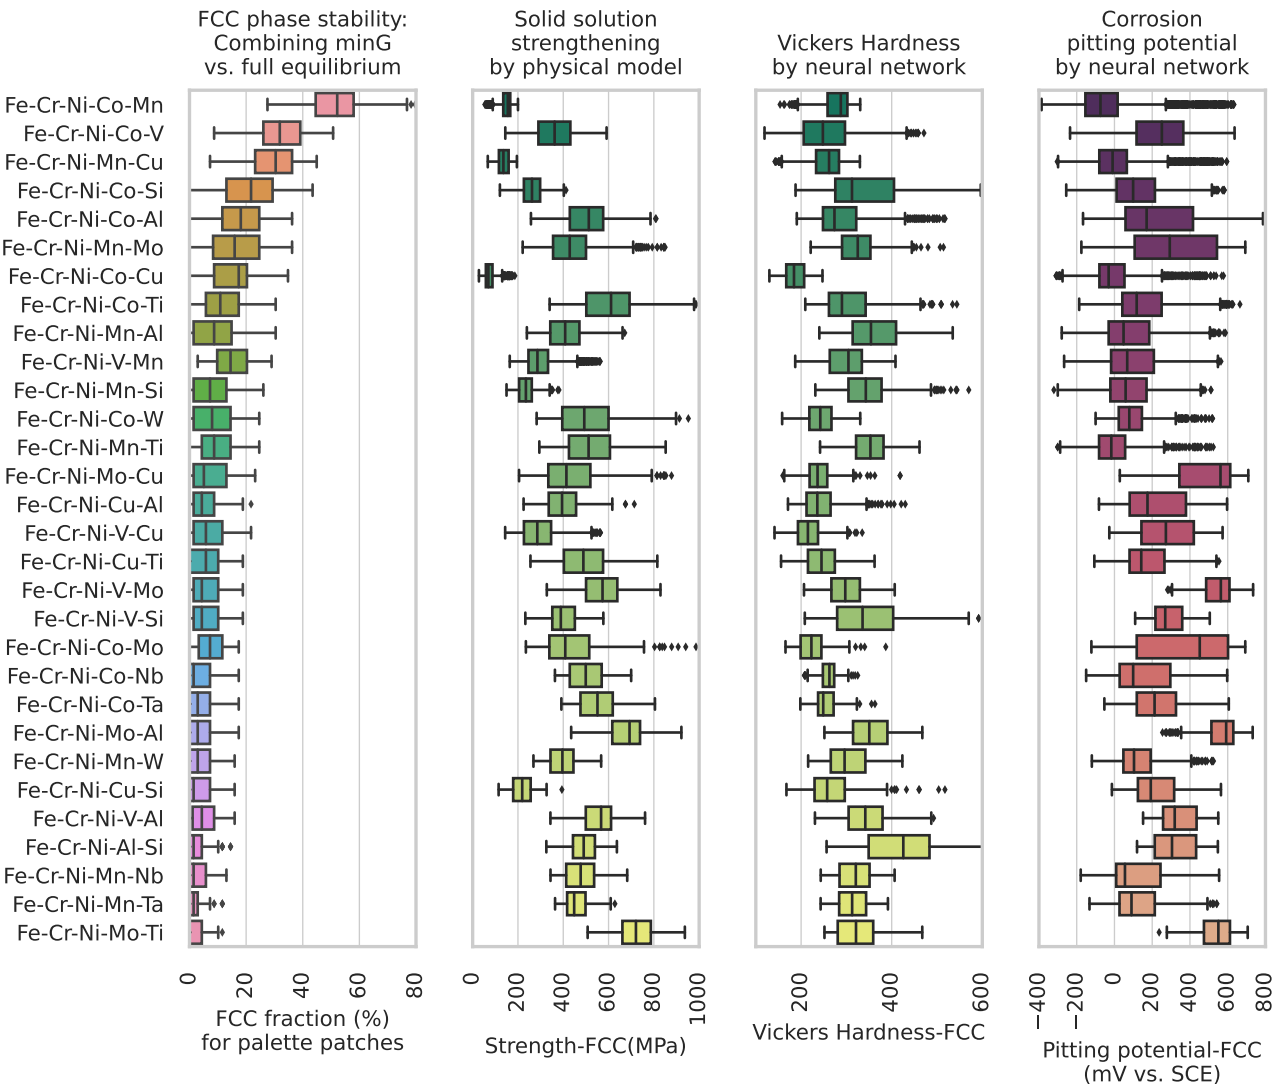 FCC phase stability:
Combining minG
vs. full equilibrium
Solid solution
strengthening
by physical model
Vickers Hardness
by neural network
Corrosion
pitting potential
by neural network
Fe-Cr-Ni-Co-Mn
Fe-Cr-Ni-Co-V
Fe-Cr-Ni-Mn-Cu
Fe-Cr-Ni-Co-Si
Fe-Cr-Ni-Co-Al
Fe-Cr-Ni-Mn-Mo
Fe-Cr-Ni-Co-Cu
Fe-Cr-Ni-Co-Ti
Fe-Cr-Ni-Mn-Al
Fe-Cr-Ni-V-Mn
Fe-Cr-Ni-Mn-Si
Fe-Cr-Ni-Co-W
Fe-Cr-Ni-Mn-Ti
Fe-Cr-Ni-Mo-Cu
Fe-Cr-Ni-Cu-Al
Fe-Cr-Ni-V-Cu
Fe-Cr-Ni-Cu-Ti
Fe-Cr-Ni-V-Mo
Fe-Cr-Ni-V-Si
Fe-Cr-Ni-Co-Mo
Fe-Cr-Ni-Co-Nb
Fe-Cr-Ni-Co-Ta
Fe-Cr-Ni-Mo-Al
Fe-Cr-Ni-Mn-W
Fe-Cr-Ni-Cu-Si
Fe-Cr-Ni-V-Al
Fe-Cr-Ni-Al-Si
Fe-Cr-Ni-Mn-Nb
Fe-Cr-Ni-Mn-Ta
Fe-Cr-Ni-Mo-Ti
0 20 40 60 80
0 200 400 600 800 1000
200 400 600
−400 −200 0 200 400 600 800
FCC fraction (%)
for palette patches
Strength-FCC(MPa)
Vickers Hardness-FCC
Pitting potential-FCC
(mV vs. SCE)